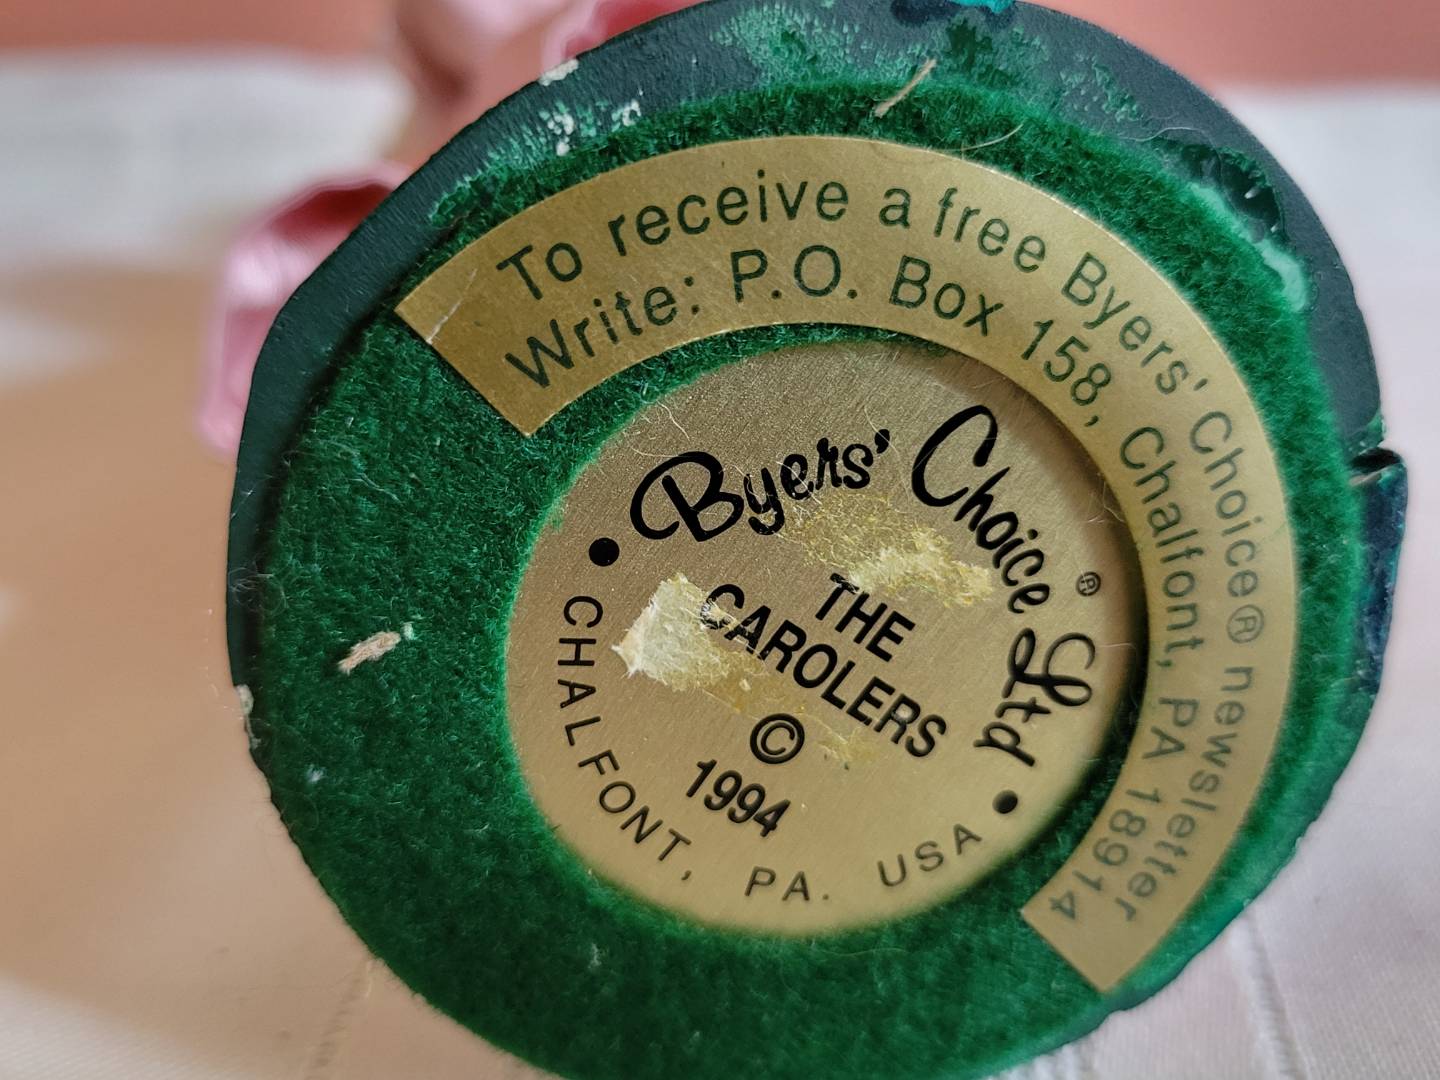 To receive a free Byers' Choice® newsletter
Write: P.O. Box 158, Chalfont, PA 18914
Byers' Choice Ltd ®
THE
CAROLERS
©
1994
CHALFONT, PA. USA